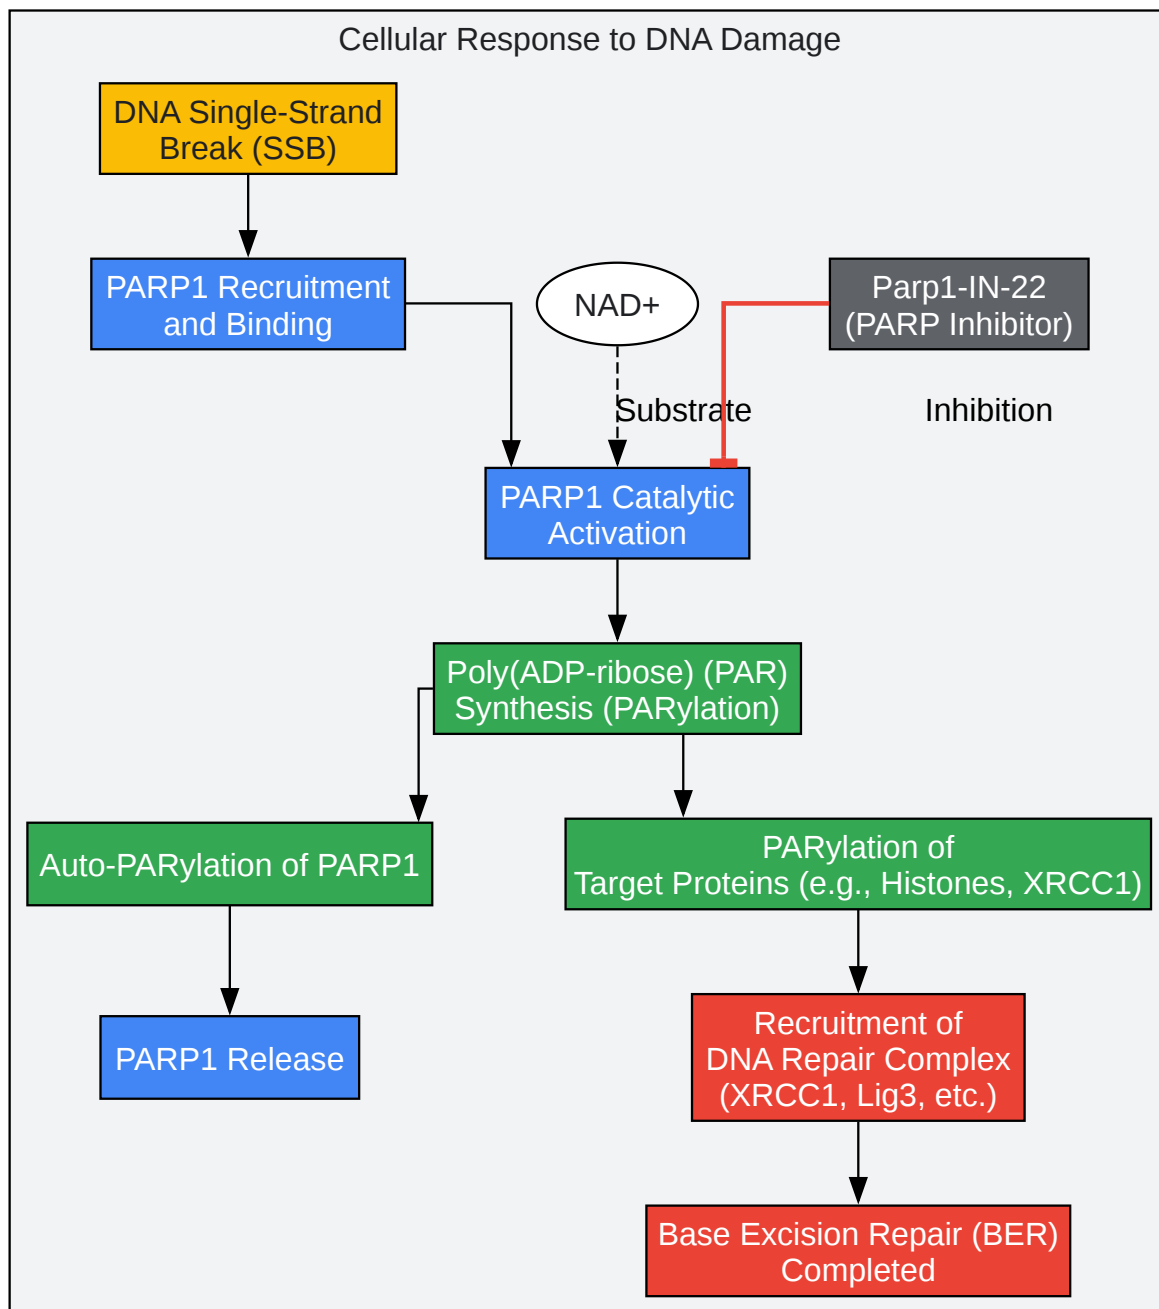 Cellular Response to DNA Damage
DNA Single-Strand
Break (SSB)
PARP1 Recruitment
and Binding
NAD+
Parp1-IN-22
(PARP Inhibitor)
Substrate
Inhibition
PARP1 Catalytic
Activation
Poly(ADP-ribose) (PAR)
Synthesis (PARylation)
Auto-PARylation of PARP1
PARylation of
Target Proteins (e.g., Histones, XRCC1)
PARP1 Release
Recruitment of
DNA Repair Complex
(XRCC1, Lig3, etc.)
Base Excision Repair (BER)
Completed